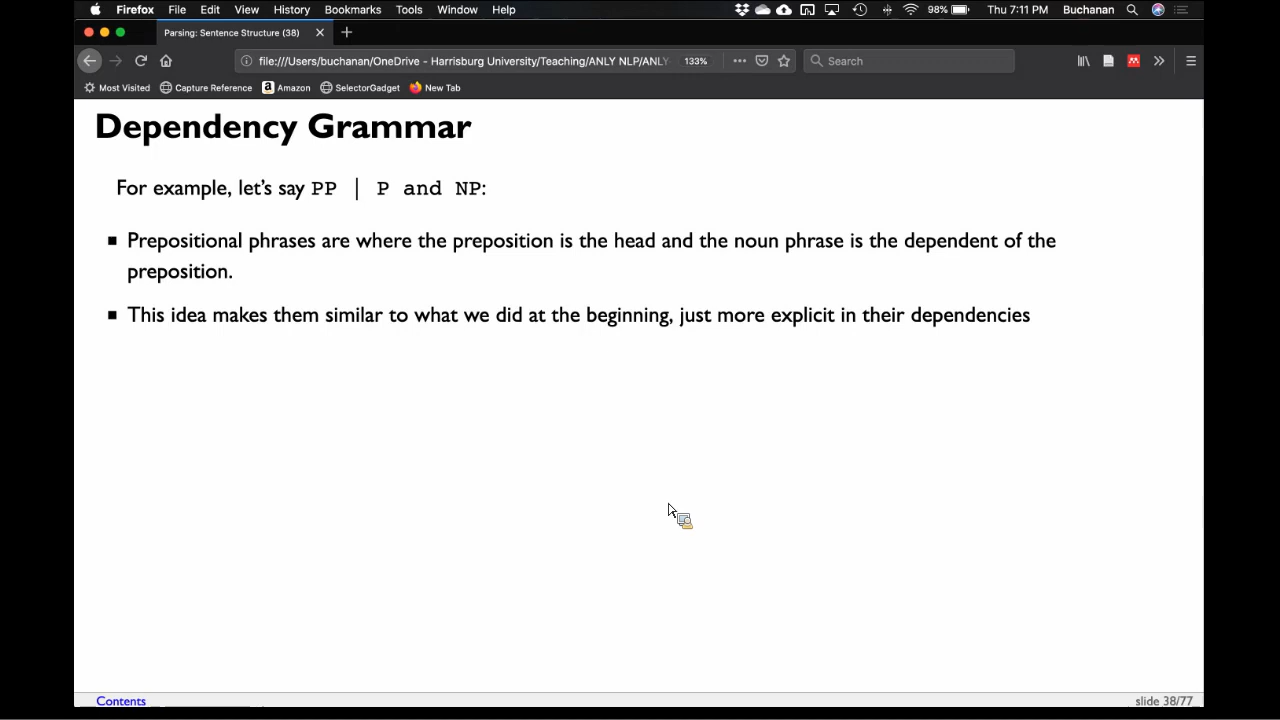 Firefox File Edit View History Bookmarks Tools Window Help 98% Thu 7:11 PM Buchanan
Parsing: Sentence Structure (38)
file:///Users/buchanan/OneDrive - Harrisburg University/Teaching/ANLY NLP/ANLY- 133% Search
Most Visited Capture Reference Amazon SelectorGadget New Tab
Dependency Grammar
For example, let's say PP | P and NP:
Prepositional phrases are where the preposition is the head and the noun phrase is the dependent of the
preposition.
This idea makes them similar to what we did at the beginning, just more explicit in their dependencies
Contents slide 38/77